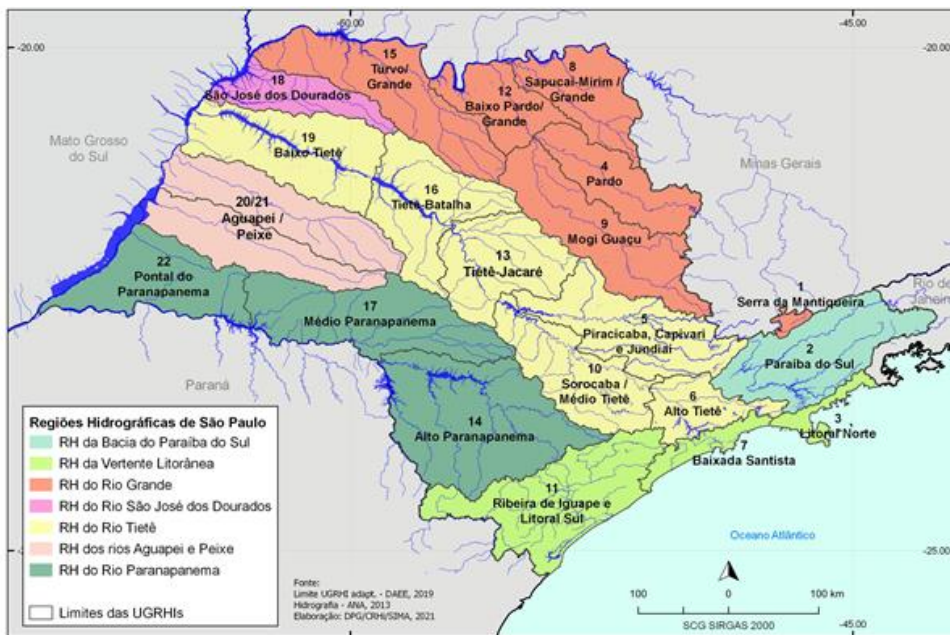 -50.00
-45.00
-20.00
-20.00
15
Turvo/
Grande
8
Sapucaí-Mirim /
Grande
12
Baixo Pardo/
Grande
18
São José dos Dourados
Mato Grosso
do Sul
19
Baixo Tietê
4
Pardo
Minas Gerais
16
Tietê-Batalha
20/21
Aguapeí /
Peixe
9
Mogi Guaçu
13
Tietê-Jacaré
22
Pontal do
Paranapanema
1
Serra da Mantiqueira
Rio de
Janeiro
17
Médio Paranapanema
5
Piracicaba, Capivari
e Jundiaí
2
Paraíba do Sul
Paraná
10
Sorocaba /
Médio Tietê
6
Alto Tietê
3
Litoral Norte
14
Alto Paranapanema
7
Baixada Santista
11
Ribeira de Iguape e
Litoral Sul
Oceano Atlântico
-25.00
Regiões Hidrográficas de São Paulo
RH da Bacia do Paraíba do Sul
RH da Vertente Litorânea
RH do Rio Grande
RH do Rio São José dos Dourados
RH do Rio Tietê
RH dos rios Aguapeí e Peixe
RH do Rio Paranapanema
Limites das UGRHIs
Fonte:
Limite UGRHI adapt. - DAEE, 2019
Hidrografia - ANA, 2013
Elaboração: DPG/CRHi/SIMA, 2021
100 0 100 km
SCG SIRGAS 2000
-45.00